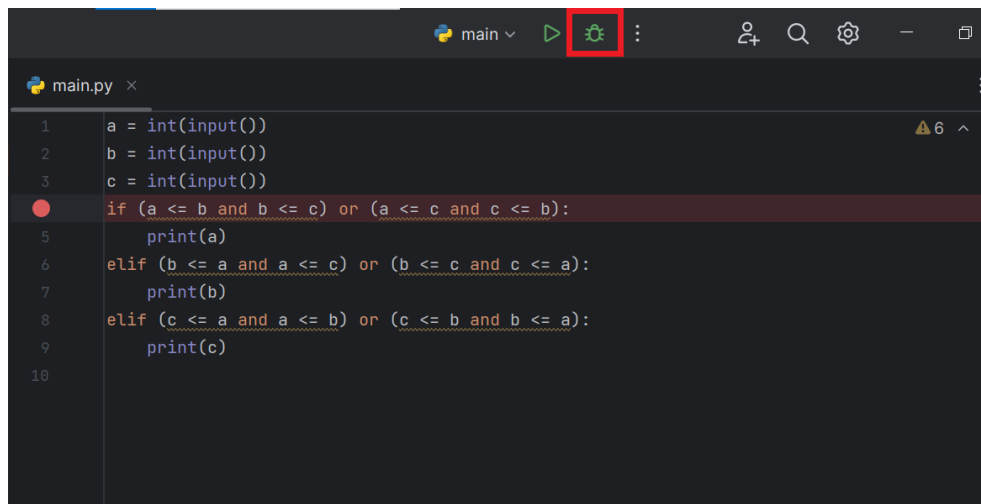 main
main.py
1 a = int(input())
6
2 b = int(input())
3 c = int(input())
if (a <= b and b <= c) or (a <= c and c <= b):
5     print(a)
6 elif (b <= a and a <= c) or (b <= c and c <= a):
7     print(b)
8 elif (c <= a and a <= b) or (c <= b and b <= a):
9     print(c)
10